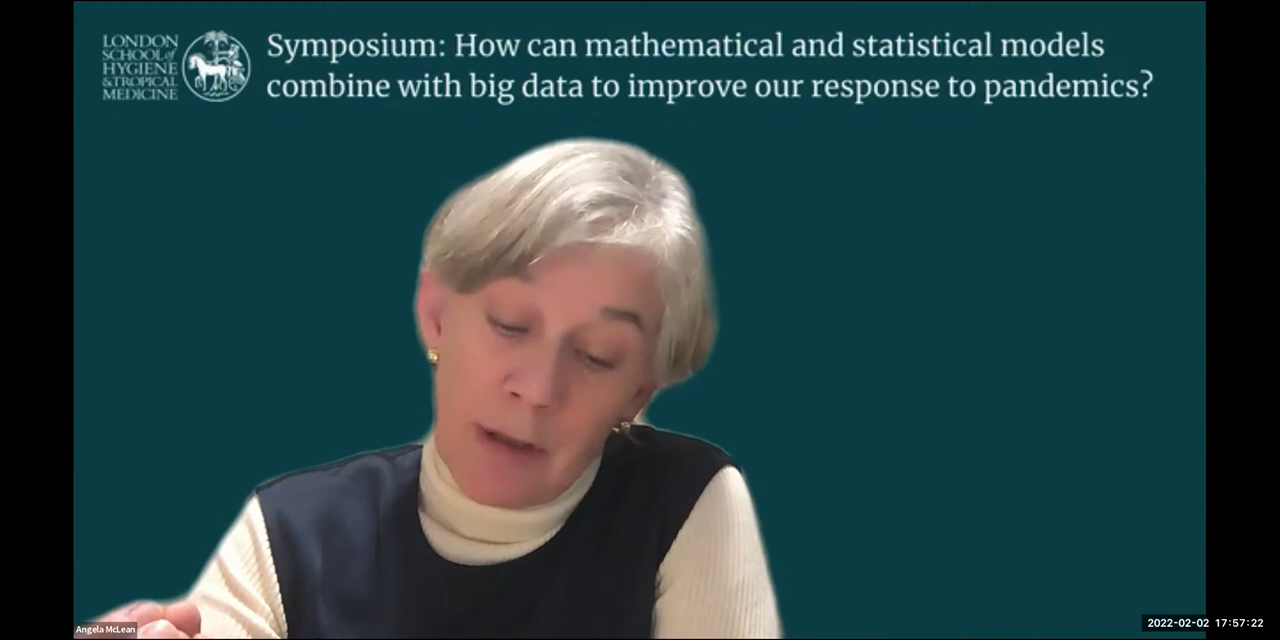 LONDON
SCHOOL of
HYGIENE
& TROPICAL
MEDICINE
Symposium: How can mathematical and statistical models
combine with big data to improve our response to pandemics?
Angela McLean
2022-02-02 17:57:22